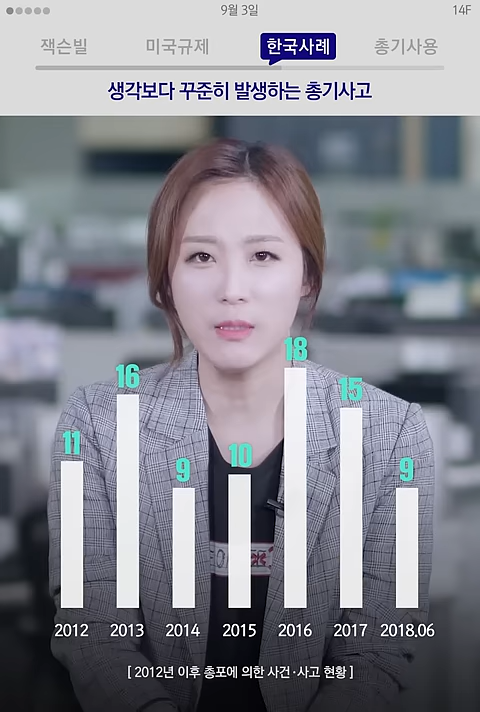 9월 3일
14F
잭슨빌
미국규제
한국사례
총기사용
생각보다 꾸준히 발생하는 총기사고
11
16
9
10
18
15
9
2012
2013
2014
2015
2016
2017
2018.06
[ 2012년 이후 총포에 의한 사건·사고 현황 ]